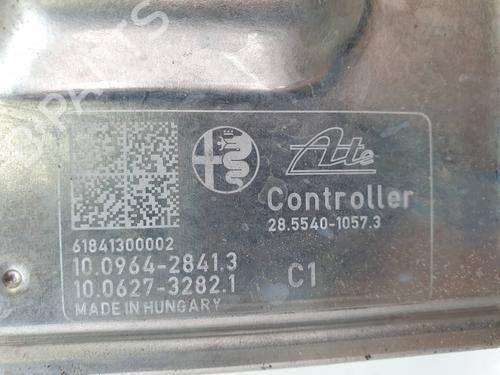 Ate
Controller
28.5540-1057.3
61841300002
10.0964-2841.3
10.0627-3282.1
C1
MADE IN HUNGARY